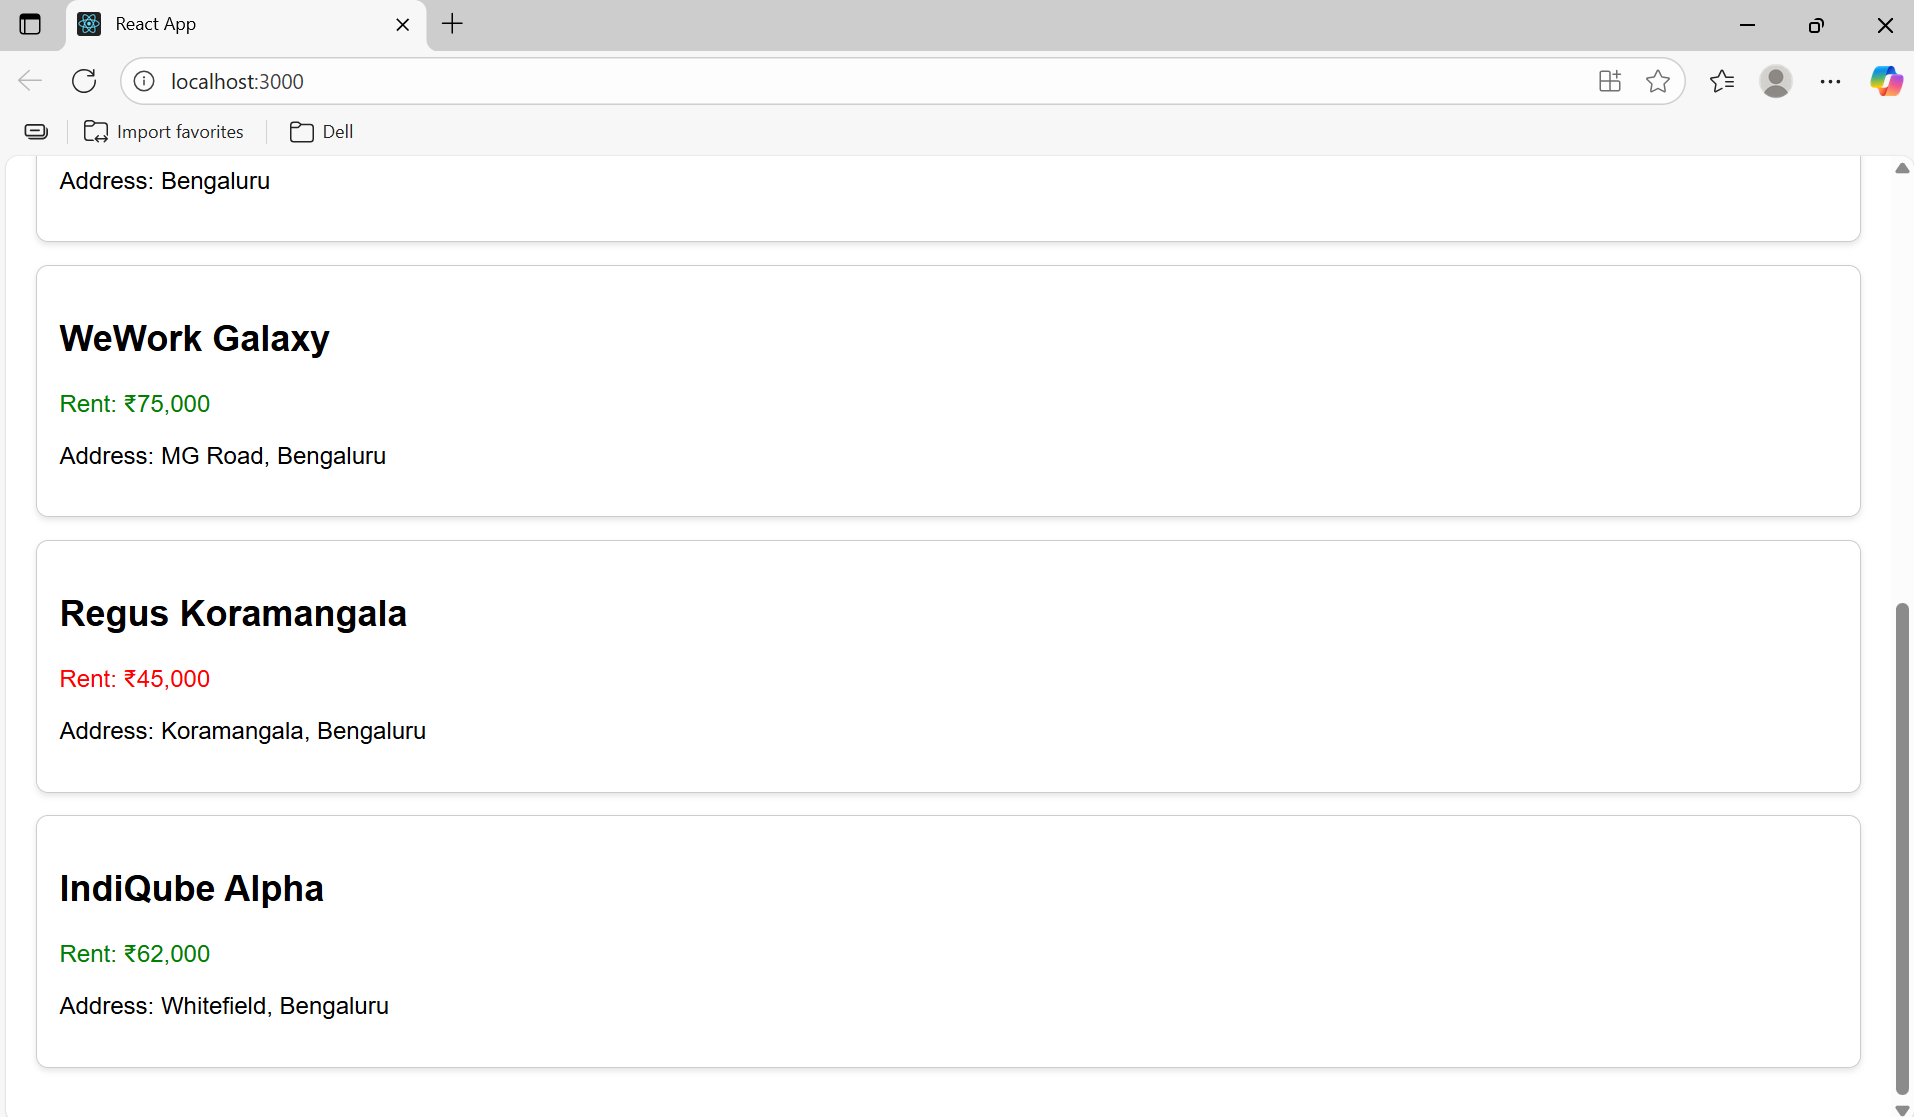 React App
localhost:3000
Import favorites
Dell
Address: Bengaluru
WeWork Galaxy
Rent: ₹75,000
Address: MG Road, Bengaluru
Regus Koramangala
Rent: ₹45,000
Address: Koramangala, Bengaluru
IndiQube Alpha
Rent: ₹62,000
Address: Whitefield, Bengaluru